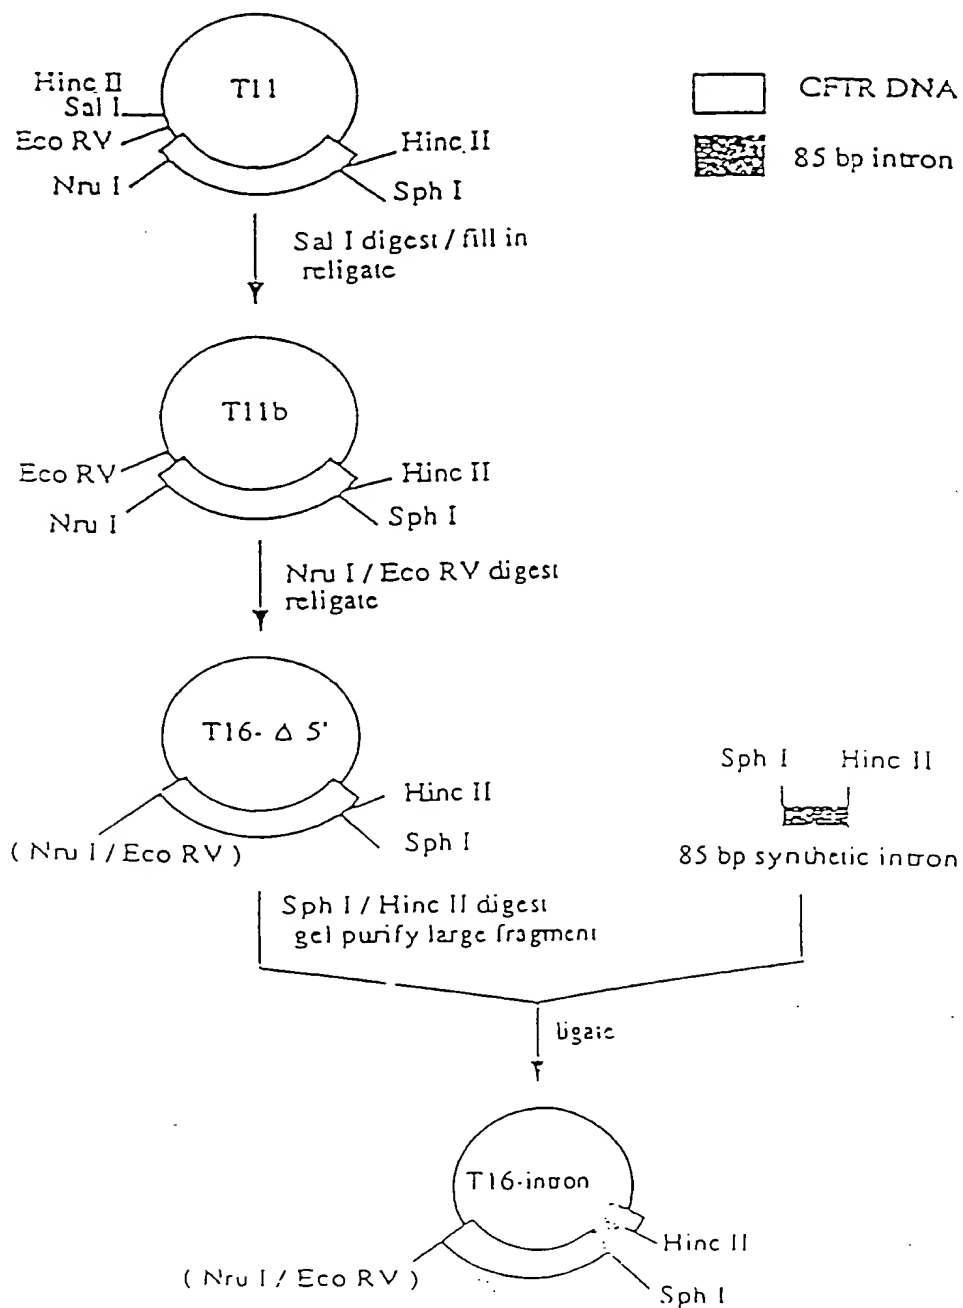 T11
Hinc II
Sal I
Eco RV
Nru I
Hinc II
Sph I
CFTR DNA
85 bp intron
Sal I digest / fill in
religate
T11b
Eco RV
Nru I
Hinc II
Sph I
Nru I / Eco RV digest
religate
T16- Δ 5'
Hinc II
Sph I
( Nru I / Eco RV )
Sph I Hinc II
85 bp synthetic intron
Sph I / Hinc II digest
gel purify large fragment
ligate
T16-intron
Hinc II
Sph I
( Nru I / Eco RV )